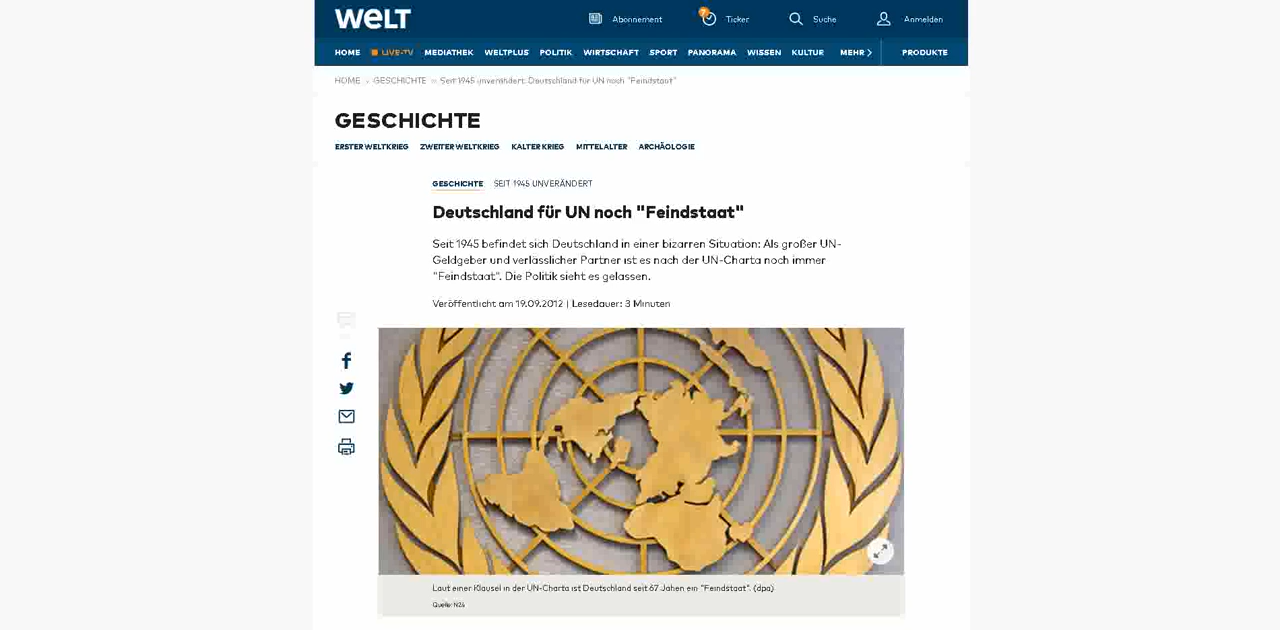 WELT
Abonnement
7
Ticker
Suche
Anmelden
HOME LIVE-TV MEDIATHEK WELTPLUS POLITIK WIRTSCHAFT SPORT PANORAMA WISSEN KULTUR MEHR PRODUKTE
HOME › GESCHICHTE » Seit 1945 unverändert: Deutschland für UN noch "Feindstaat"
GESCHICHTE
ERSTER WELTKRIEG ZWEITER WELTKRIEG KALTER KRIEG MITTELALTER ARCHÄOLOGIE
GESCHICHTE SEIT 1945 UNVERÄNDERT
Deutschland für UN noch "Feindstaat"
Seit 1945 befindet sich Deutschland in einer bizarren Situation: Als großer UN-
Geldgeber und verlässlicher Partner ist es nach der UN-Charta noch immer
"Feindstaat". Die Politik sieht es gelassen.
Veröffentlicht am 19.09.2012 | Lesedauer: 3 Minuten
Laut einer Klausel in der UN-Charta ist Deutschland seit 67 Jahen ein "Feindstaat". (dpa)
Quelle: N24